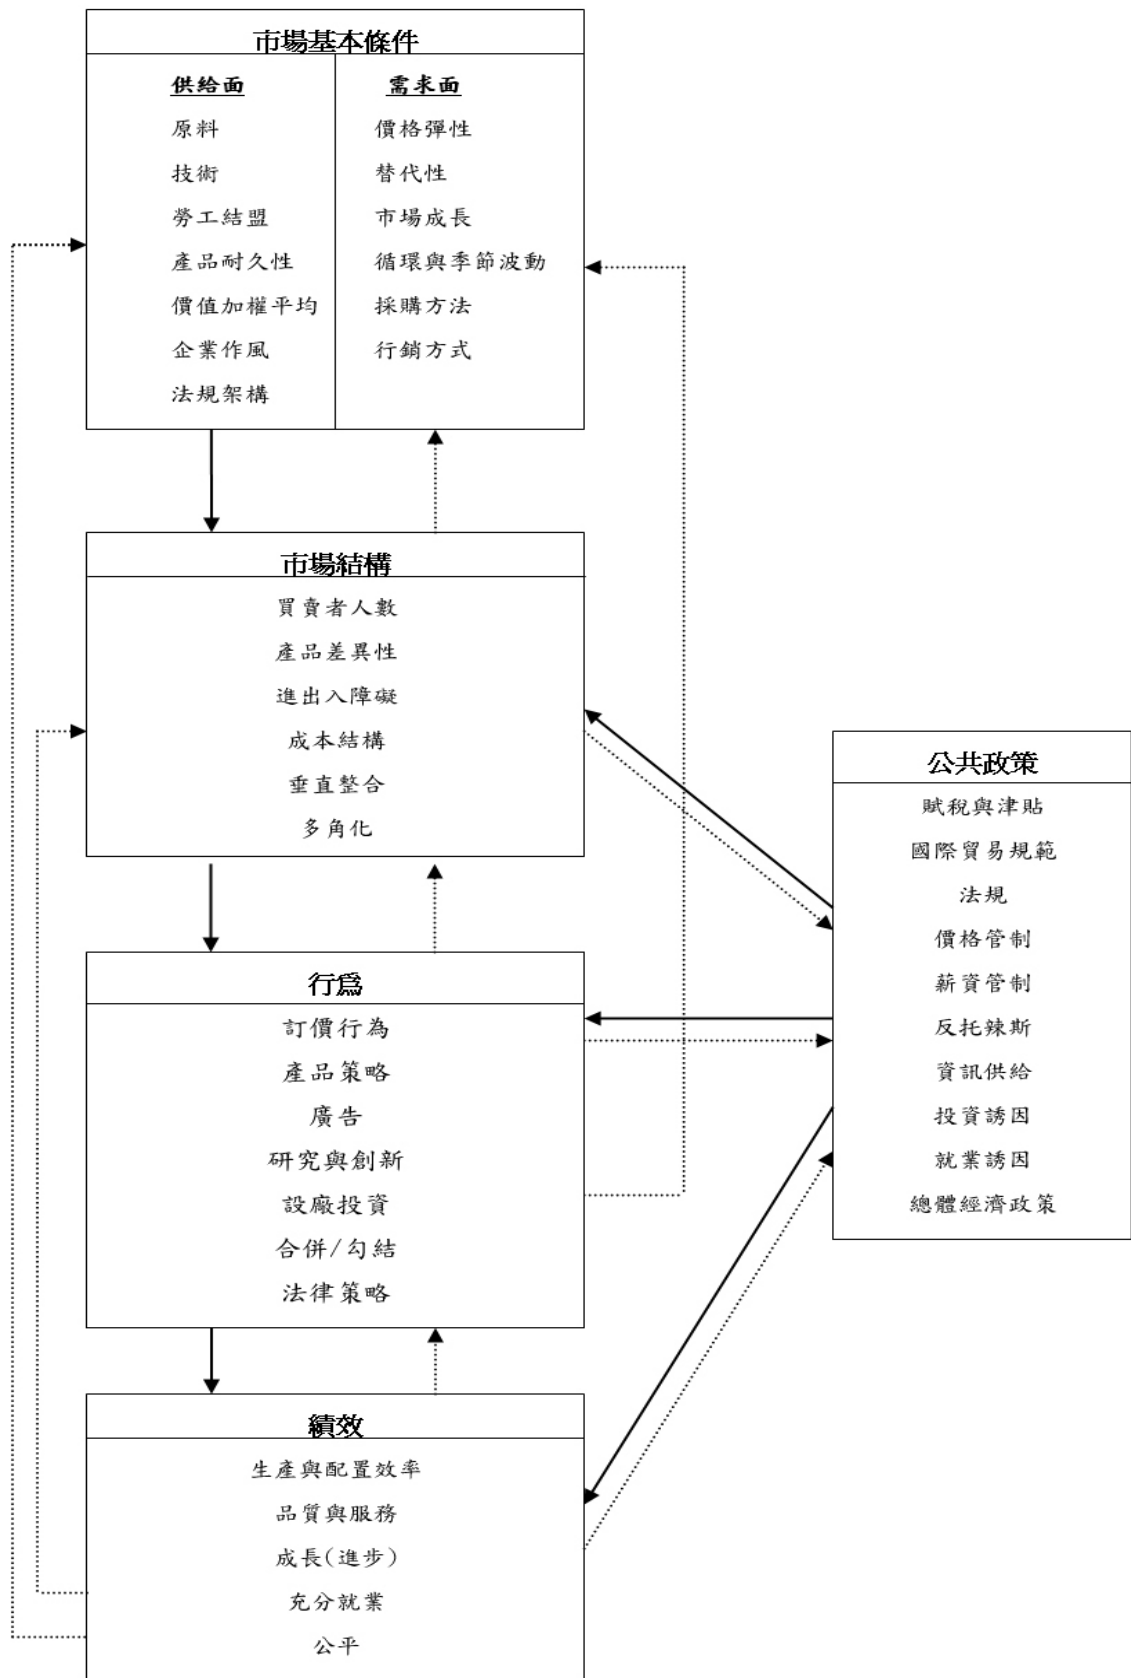 市場基本條件
供給面
原料
技術
勞工結盟
產品耐久性
價值加權平均
企業作風
法規架構
需求面
價格彈性
替代性
市場成長
循環與季節波動
採購方法
行銷方式
市場結構
買賣者人數
產品差異性
進出入障礙
成本結構
垂直整合
多角化
行爲
訂價行為
產品策略
廣告
研究與創新
設廠投資
合併/勾結
法律策略
績效
生產與配置效率
品質與服務
成長(進步)
充分就業
公平
公共政策
賦稅與津貼
國際貿易規範
法規
價格管制
薪資管制
反托辣斯
資訊供給
投資誘因
就業誘因
總體經濟政策